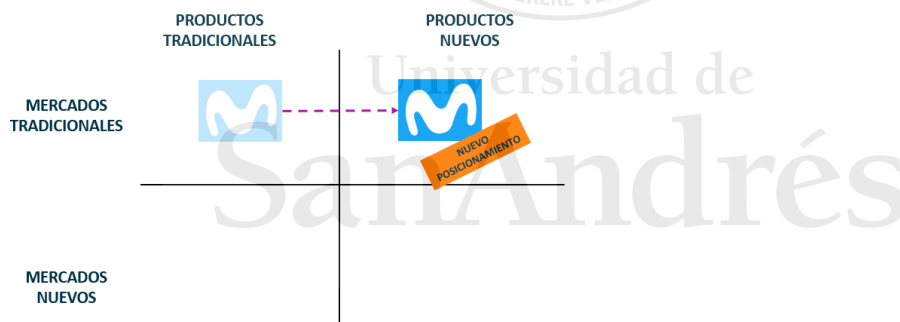 PRODUCTOS
TRADICIONALES
PRODUCTOS
NUEVOS
Universidad de
MERCADOS
TRADICIONALES
NUEVO
POSICIONAMIENTO
SanAndrés
MERCADOS
NUEVOS